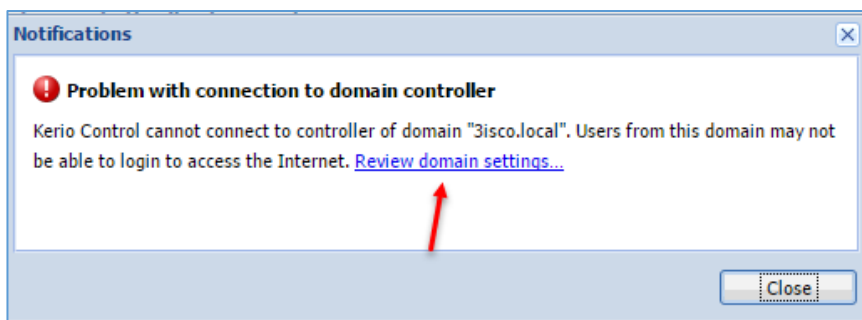 Notifications
Problem with connection to domain controller
Kerio Control cannot connect to controller of domain "3isco.local". Users from this domain may not
be able to login to access the Internet. Review domain settings...
Close